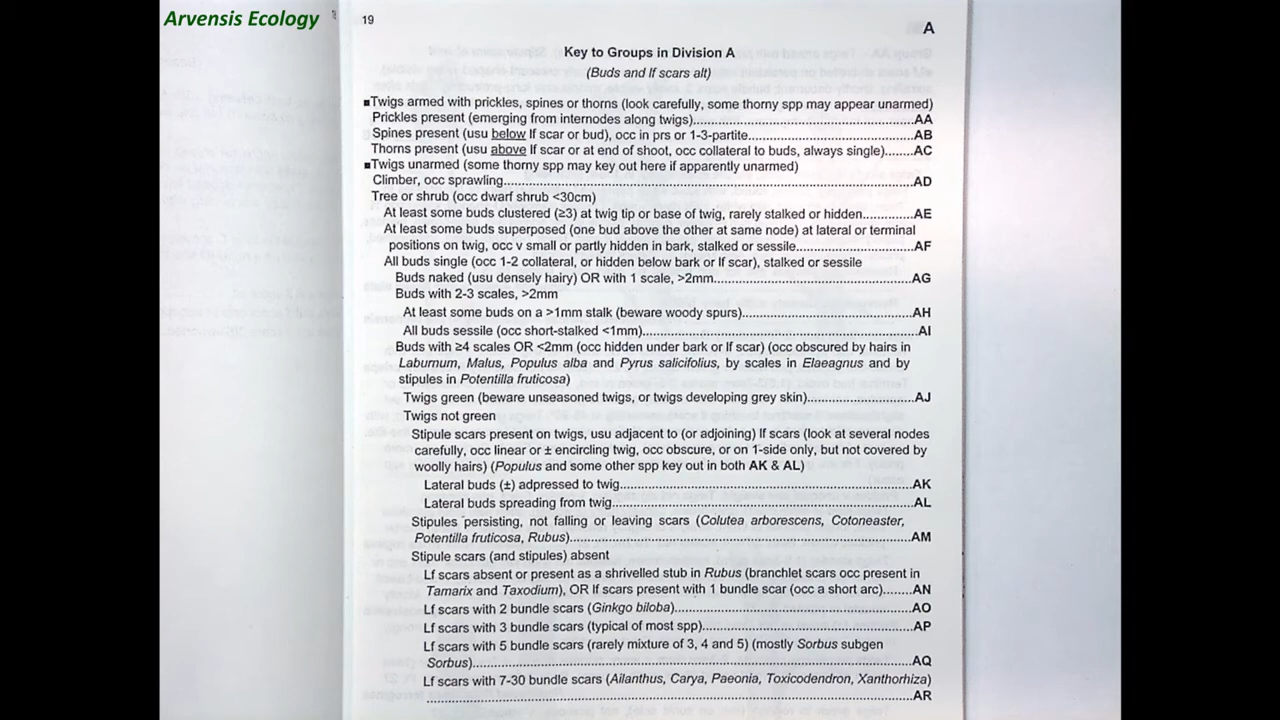 Arvensis Ecology
19
A
Key to Groups in Division A
(Buds and lf scars alt)
■Twigs armed with prickles, spines or thorns (look carefully, some thorny spp may appear unarmed)
Prickles present (emerging from internodes along twigs)....................................................AA
Spines present (usu below lf scar or bud), occ in prs or 1-3-partite.......................................AB
Thorns present (usu above lf scar or at end of shoot, occ collateral to buds, always single).......AC
■Twigs unarmed (some thorny spp may key out here if apparently unarmed)
Climber, occ sprawling.........................................................................................AD
Tree or shrub (occ dwarf shrub <30cm)
At least some buds clustered (≥3) at twig tip or base of twig, rarely stalked or hidden.............AE
At least some buds superposed (one bud above the other at same node) at lateral or terminal
positions on twig, occ v small or partly hidden in bark, stalked or sessile.............................AF
All buds single (occ 1-2 collateral, or hidden below bark or lf scar), stalked or sessile
Buds naked (usu densely hairy) OR with 1 scale, >2mm.................................................AG
Buds with 2-3 scales, >2mm
At least some buds on a >1mm stalk (beware woody spurs).........................................AH
All buds sessile (occ short-stalked <1mm)...............................................................AI
Buds with ≥4 scales OR <2mm (occ hidden under bark or lf scar) (occ obscured by hairs in
Laburnum, Malus, Populus alba and Pyrus salicifolius, by scales in Elaeagnus and by
stipules in Potentilla fruticosa)
Twigs green (beware unseasoned twigs, or twigs developing grey skin)..........................AJ
Twigs not green
Stipule scars present on twigs, usu adjacent to (or adjoining) lf scars (look at several nodes
carefully, occ linear or ± encircling twig, occ obscure, or on 1-side only, but not covered by
woolly hairs) (Populus and some other spp key out in both AK & AL)
Lateral buds (±) adpressed to twig..................................................................AK
Lateral buds spreading from twig....................................................................AL
Stipules persisting, not falling or leaving scars (Colutea arborescens, Cotoneaster,
Potentilla fruticosa, Rubus)...........................................................................AM
Stipule scars (and stipules) absent
Lf scars absent or present as a shrivelled stub in Rubus (branchlet scars occ present in
Tamarix and Taxodium), OR lf scars present with 1 bundle scar (occ a short arc).......AN
Lf scars with 2 bundle scars (Ginkgo biloba)......................................................AO
Lf scars with 3 bundle scars (typical of most spp)................................................AP
Lf scars with 5 bundle scars (rarely mixture of 3, 4 and 5) (mostly Sorbus subgen
Sorbus)....................................................................................................AQ
Lf scars with 7-30 bundle scars (Ailanthus, Carya, Paeonia, Toxicodendron, Xanthorhiza)
..............................................................................................................AR